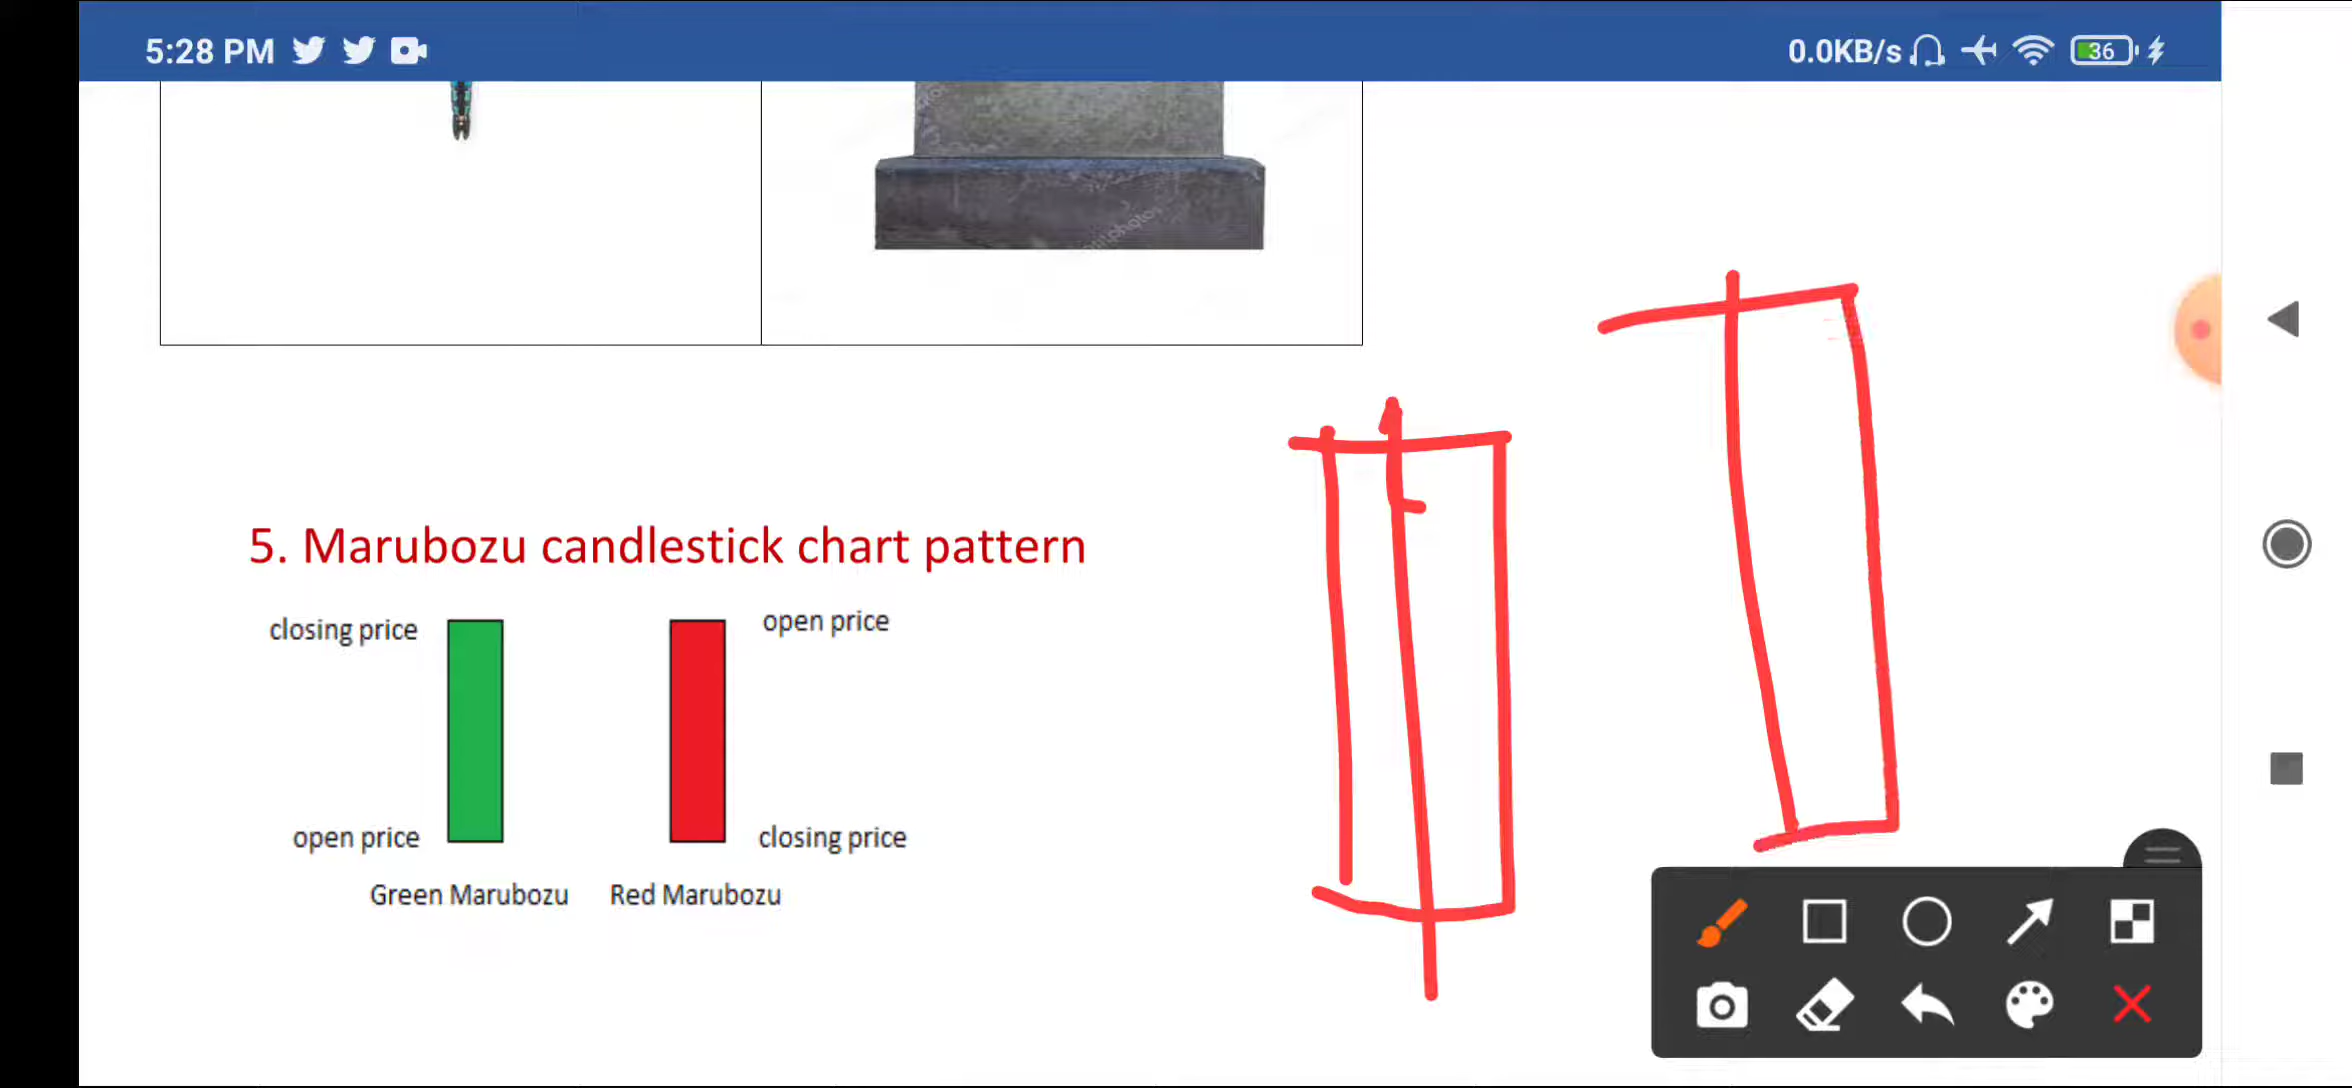 5:28 PM
0.0KB/s
36
5. Marubozu candlestick chart pattern
closing price
open price
open price
closing price
Green Marubozu
Red Marubozu